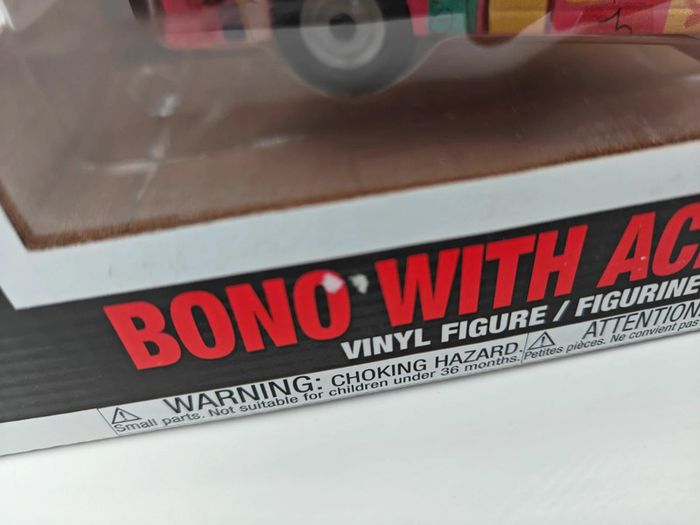 BONO WITH
VINYL FIGURE / FIGURINE
WARNING: CHOKING HAZARD.
Small parts. Not suitable for children under 36 months.
ATTENTION
Petites pièces. Ne convient pas